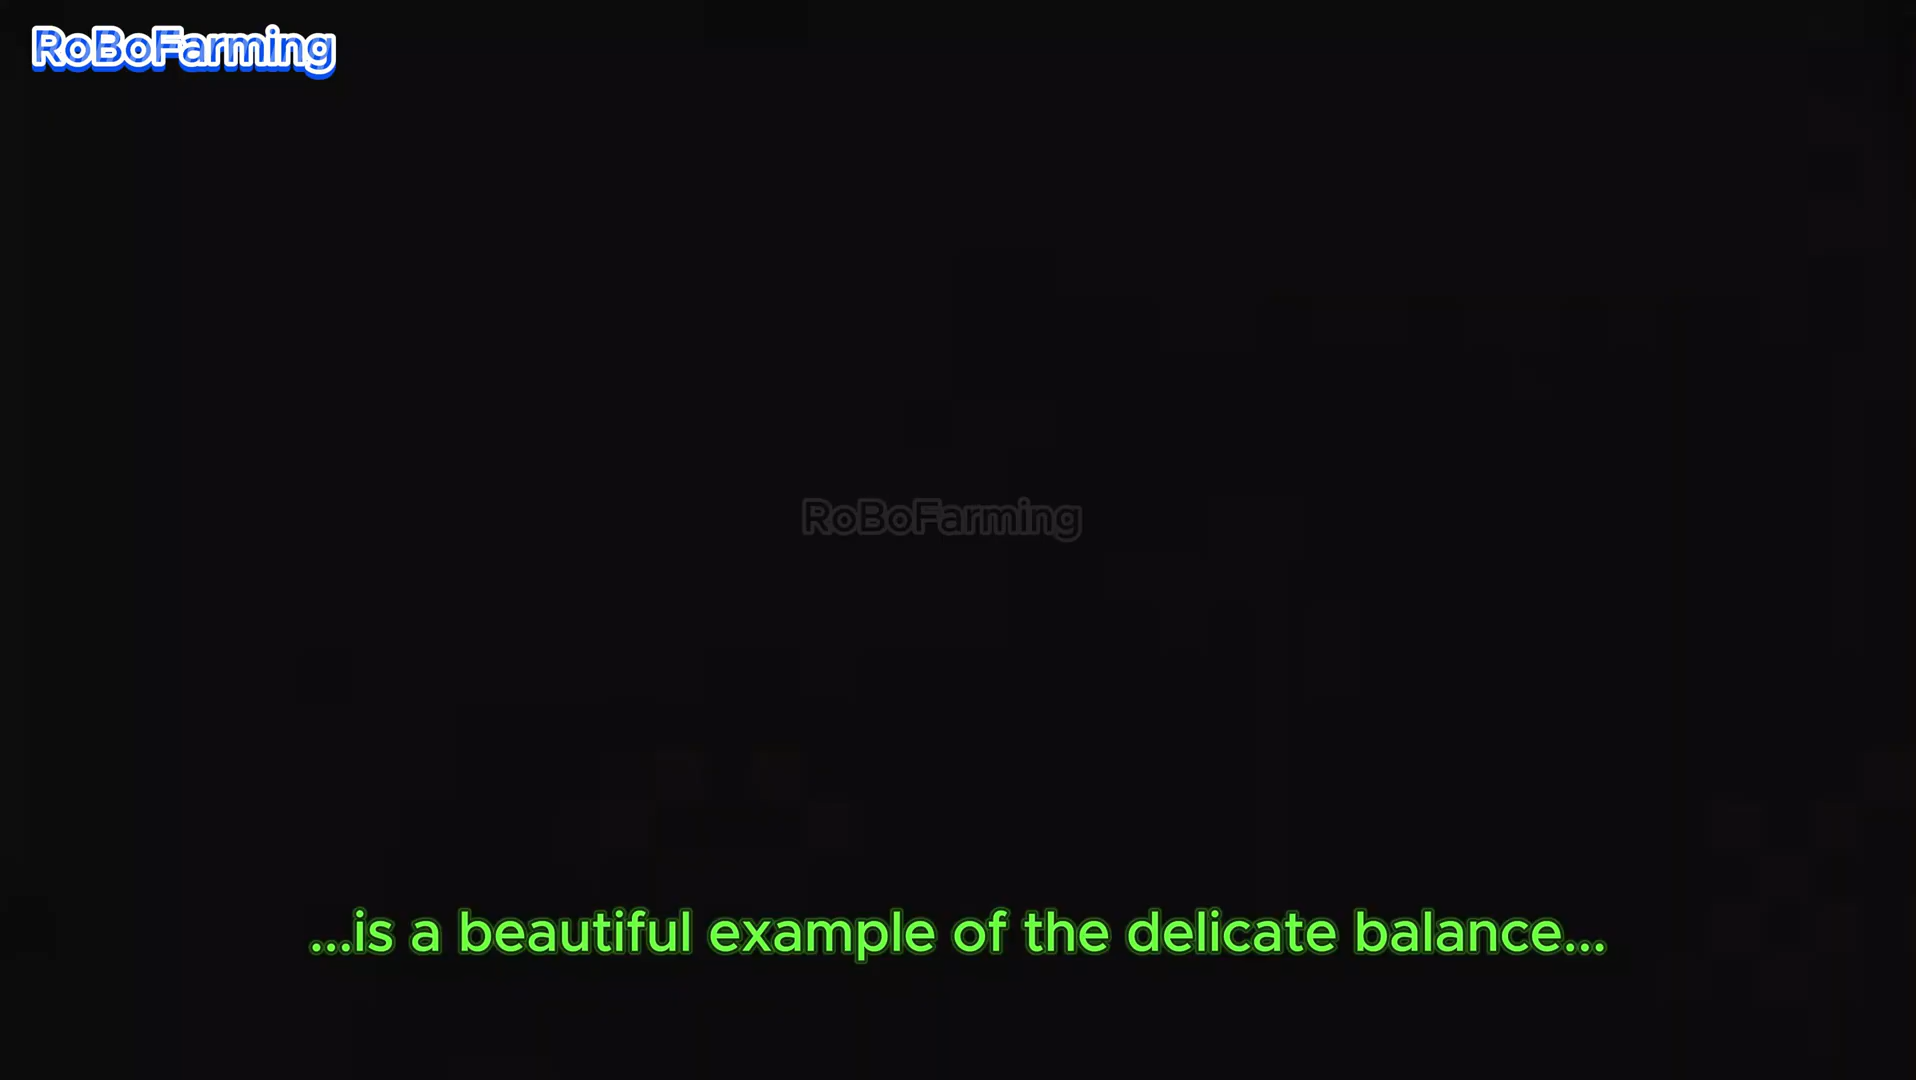 RoBoFarming
RoBoFarming
...is a beautiful example of the delicate balance...